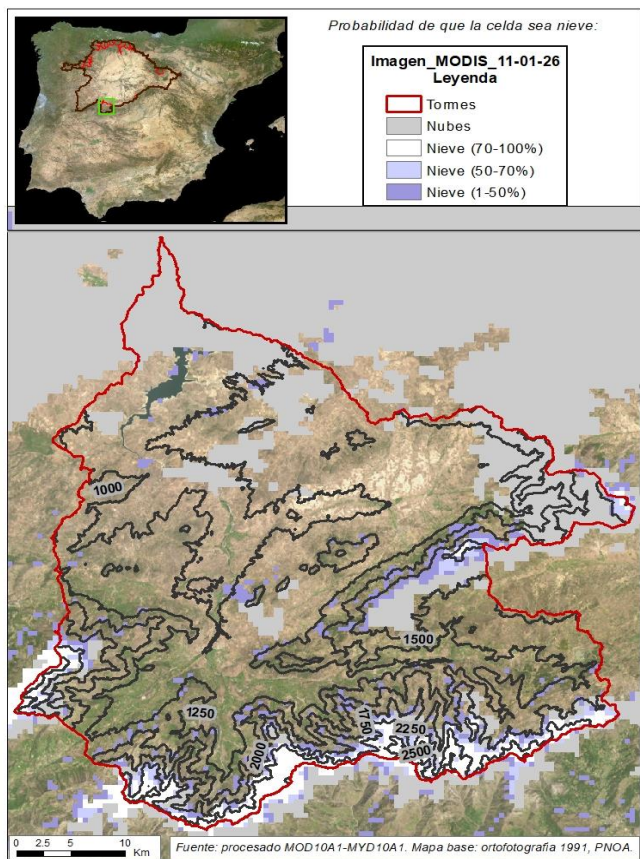 Probabilidad de que la celda sea nieve:
Imagen_MODIS_11-01-26
Leyenda
Tormes
Nubes
Nieve (70-100%)
Nieve (50-70%)
Nieve (1-50%)
1000
1500
1250
1750
2250
2000
2500
0 2.5 5 10
Km
Fuente: procesado MOD10A1-MYD10A1. Mapa base: ortofotografía 1991, PNOA.